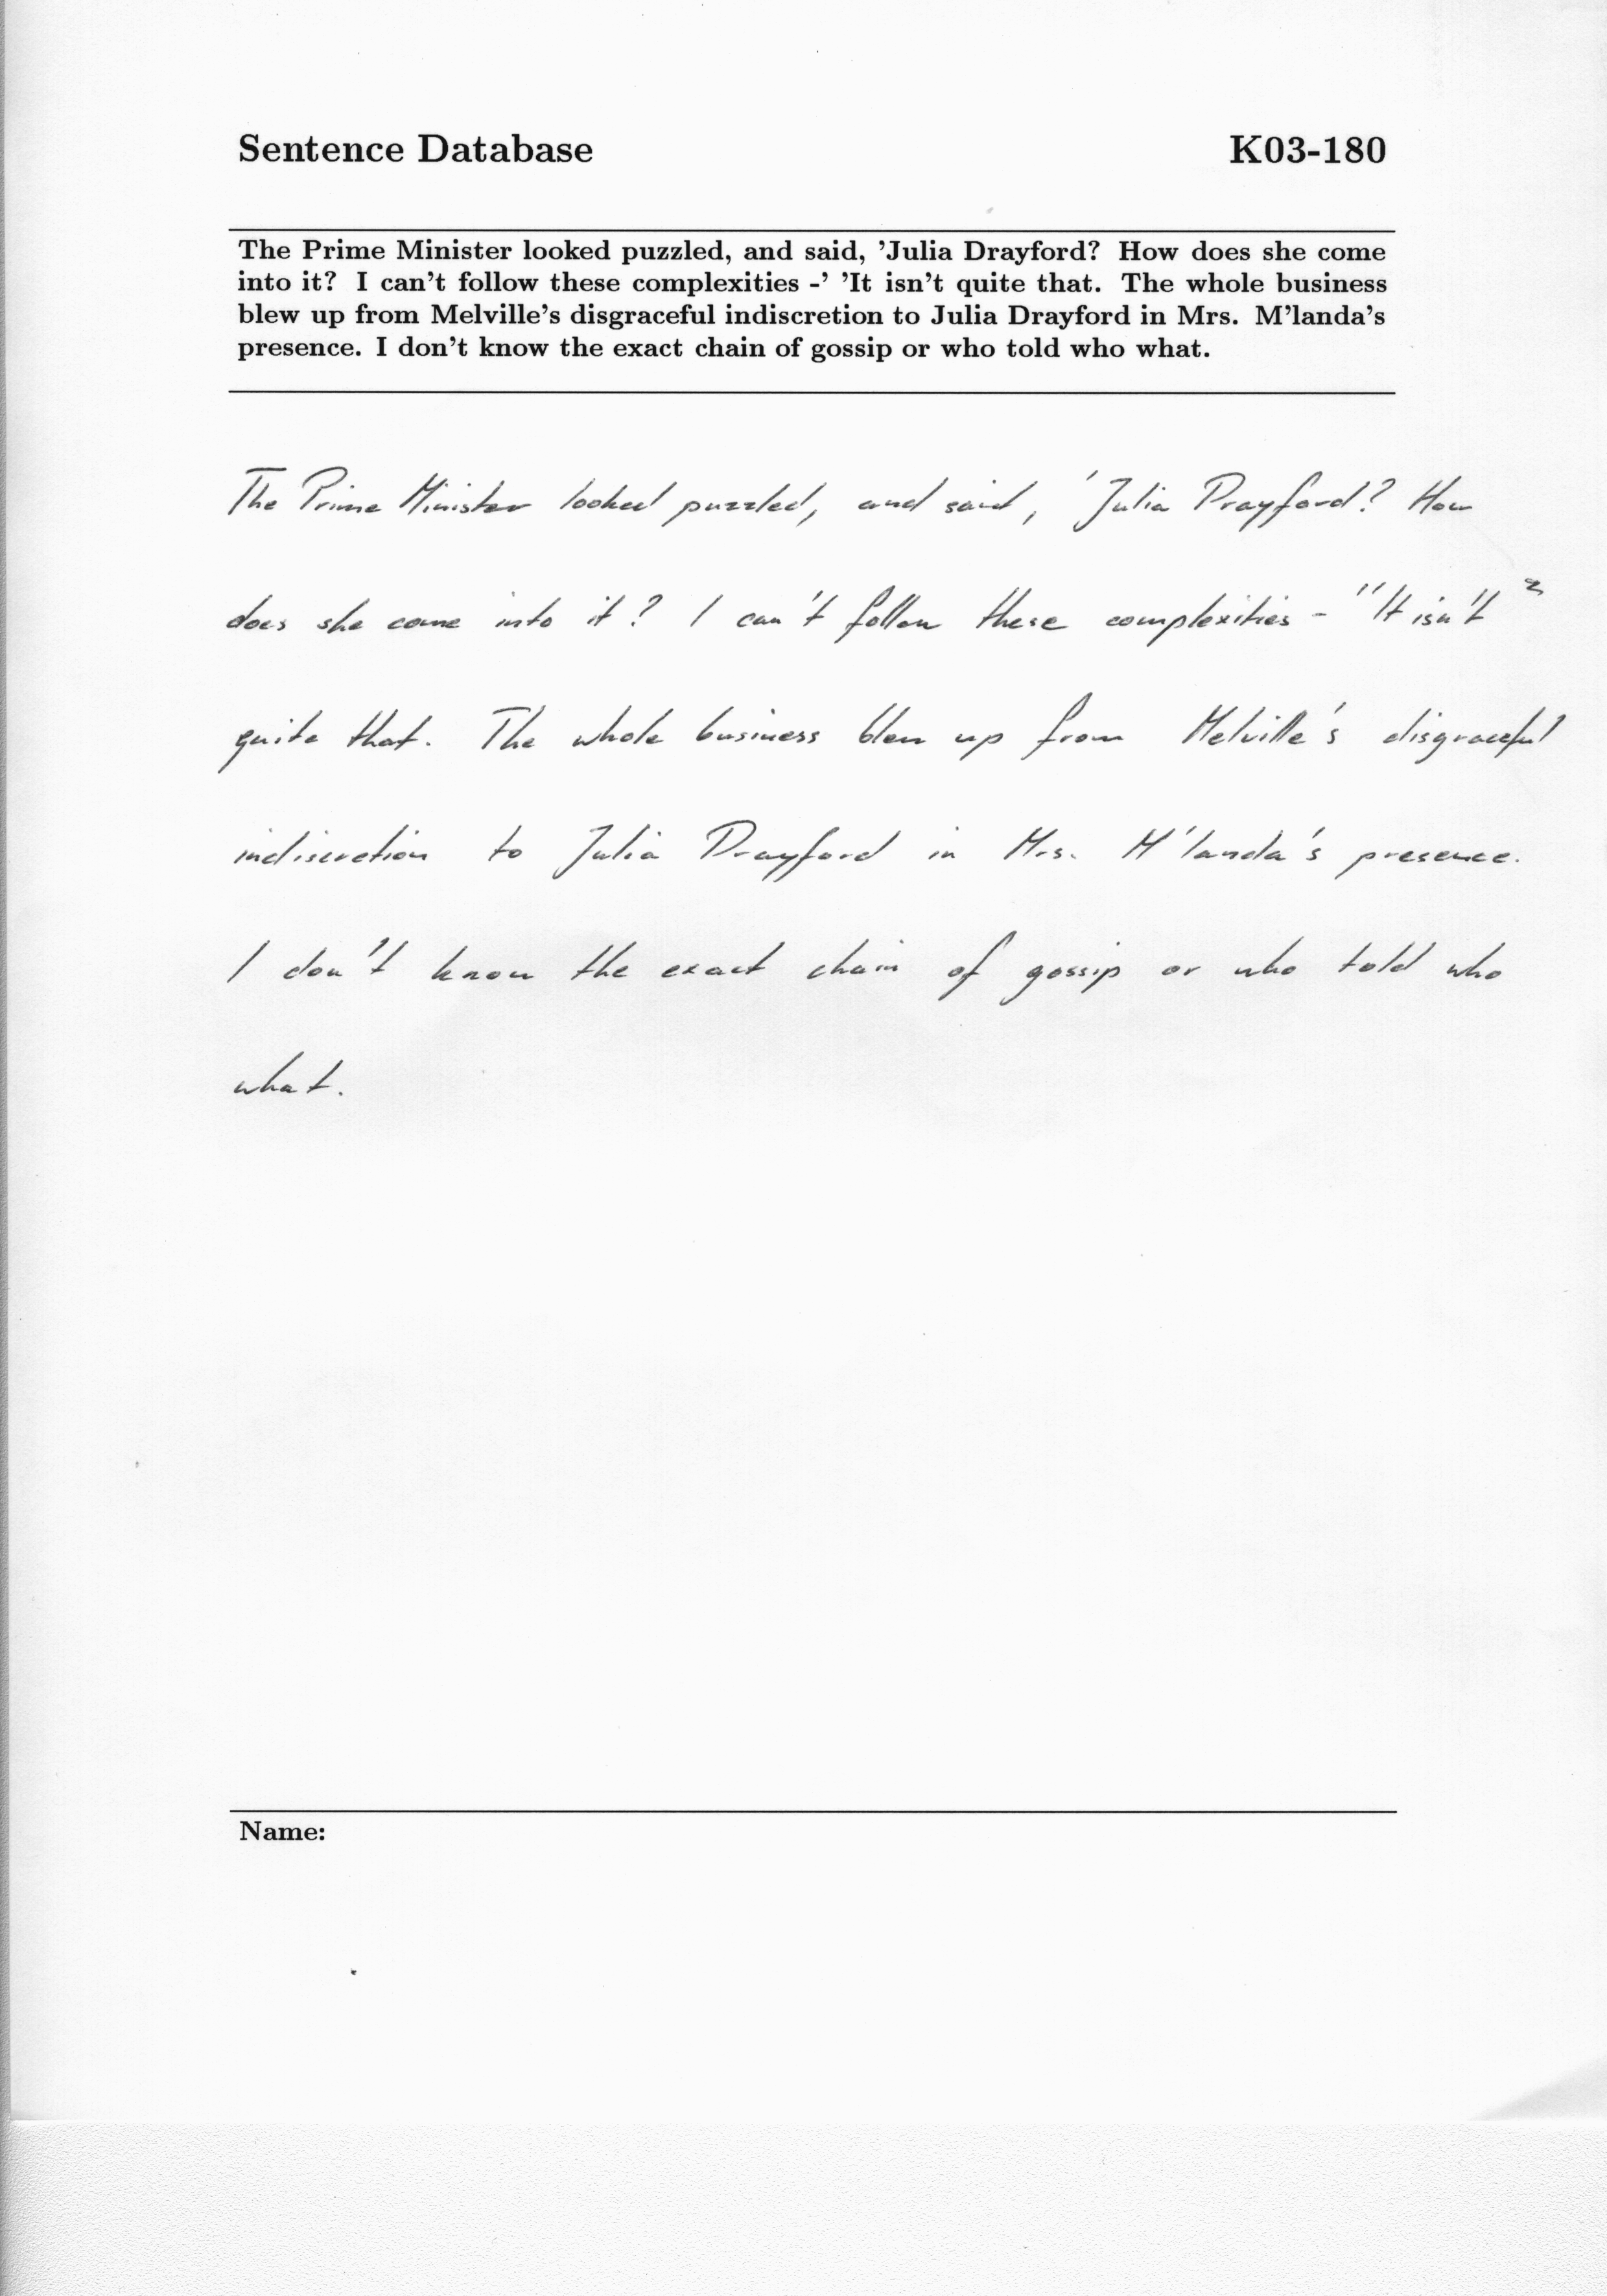 Sentence Database K03-180
The Prime Minister looked puzzled, and said, 'Julia Drayford? How does she come
into it? I can't follow these complexities -' 'It isn't quite that. The whole business
blew up from Melville's disgraceful indiscretion to Julia Drayford in Mrs. M'landa's
presence. I don't know the exact chain of gossip or who told who what.
The Prime Minister looked puzzled, and said, 'Julia Drayford? How
does she come into it? I can't follow these complexities - ''It isn't
quite that. The whole business blew up from Melville's disgraceful
indiscretion to Julia Drayford in Mrs. M'landa's presence.
I don't know the exact chain of gossip or who told who
what.
Name: